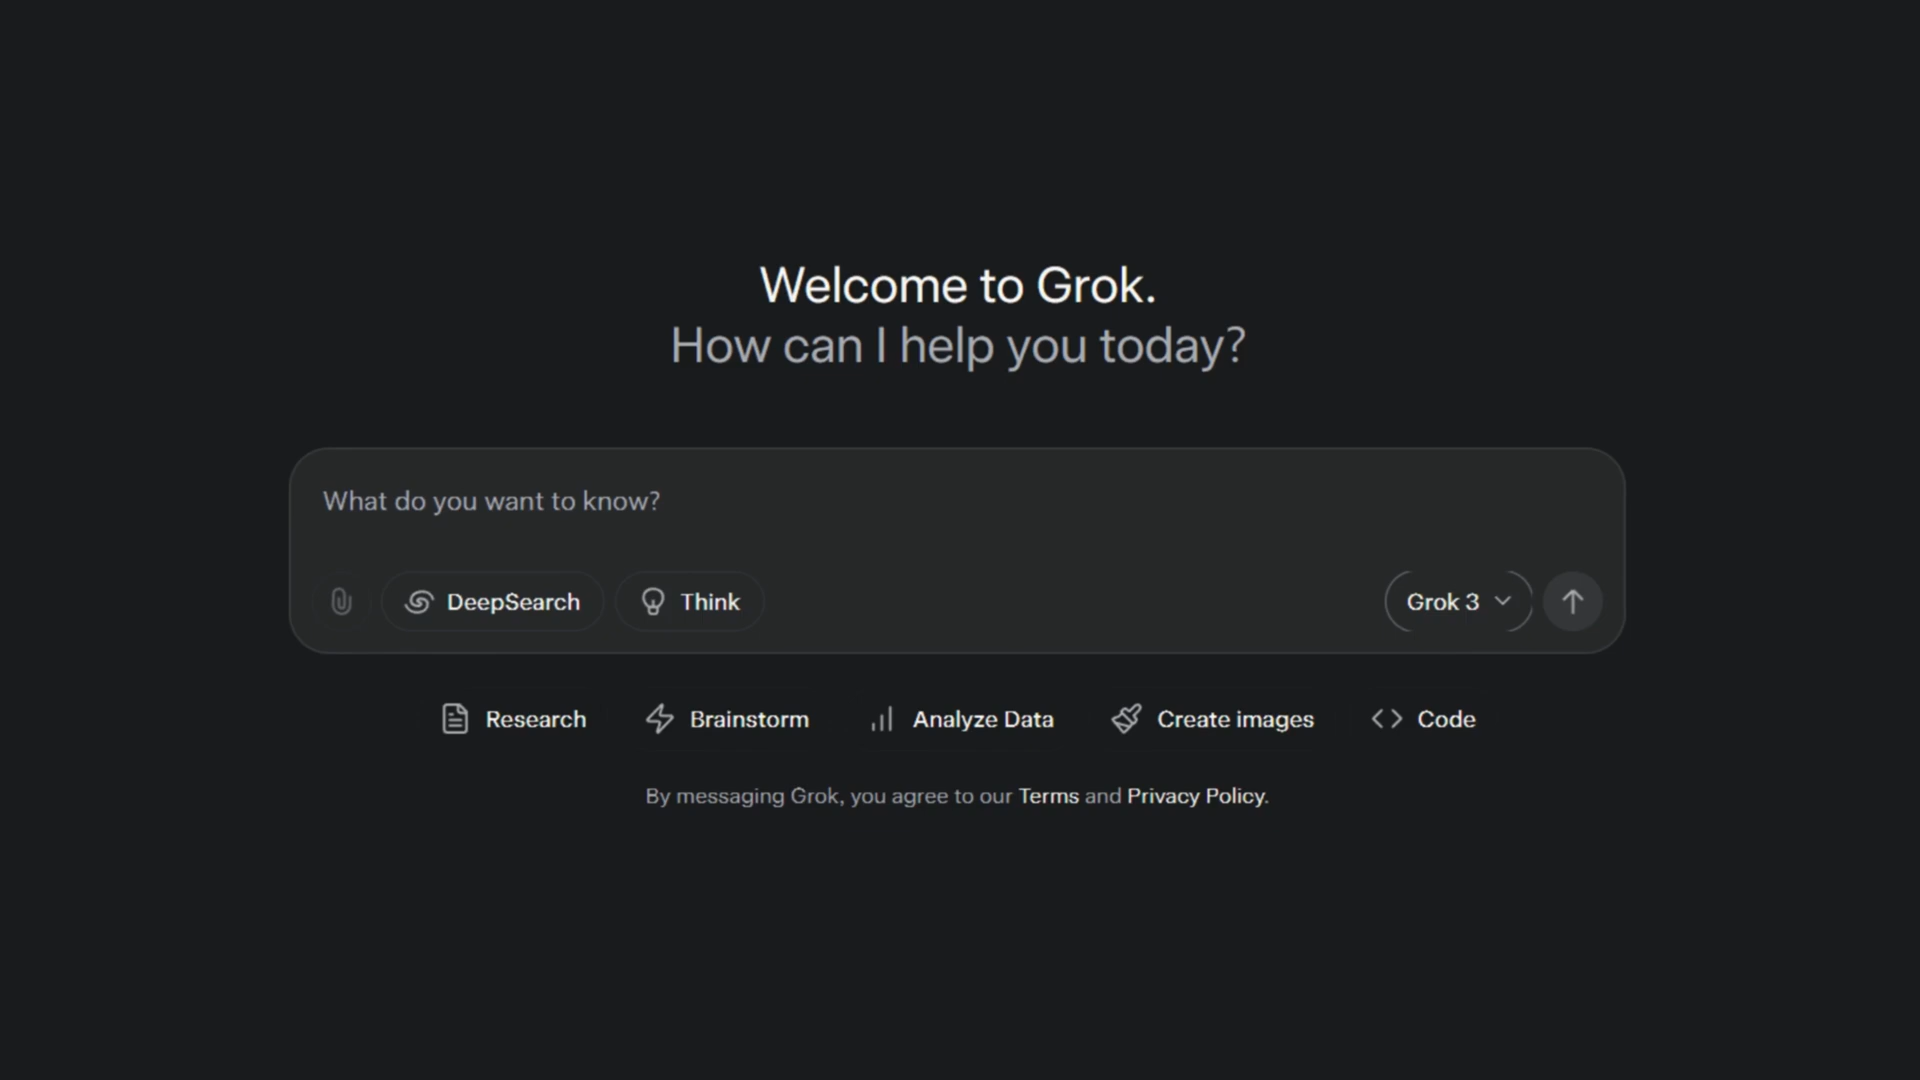 Welcome to Grok.
How can I help you today?
What do you want to know?
DeepSearch Think Grok 3
Research Brainstorm Analyze Data Create images Code
By messaging Grok, you agree to our Terms and Privacy Policy.